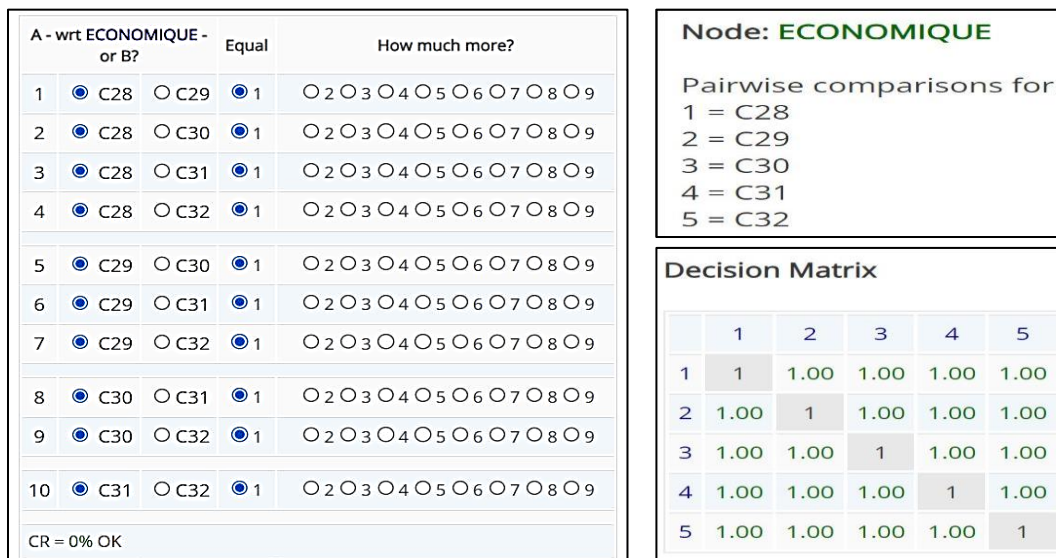 A - wrt ECONOMIQUE - or B? Equal How much more?
1 C28 C29 1 2 3 4 5 6 7 8 9
2 C28 C30 1 2 3 4 5 6 7 8 9
3 C28 C31 1 2 3 4 5 6 7 8 9
4 C28 C32 1 2 3 4 5 6 7 8 9
5 C29 C30 1 2 3 4 5 6 7 8 9
6 C29 C31 1 2 3 4 5 6 7 8 9
7 C29 C32 1 2 3 4 5 6 7 8 9
8 C30 C31 1 2 3 4 5 6 7 8 9
9 C30 C32 1 2 3 4 5 6 7 8 9
10 C31 C32 1 2 3 4 5 6 7 8 9
CR = 0% OK
Node: ECONOMIQUE
Pairwise comparisons for
1 = C28
2 = C29
3 = C30
4 = C31
5 = C32
Decision Matrix
1 2 3 4 5
1 1 1.00 1.00 1.00 1.00
2 1.00 1 1.00 1.00 1.00
3 1.00 1.00 1 1.00 1.00
4 1.00 1.00 1.00 1 1.00
5 1.00 1.00 1.00 1.00 1